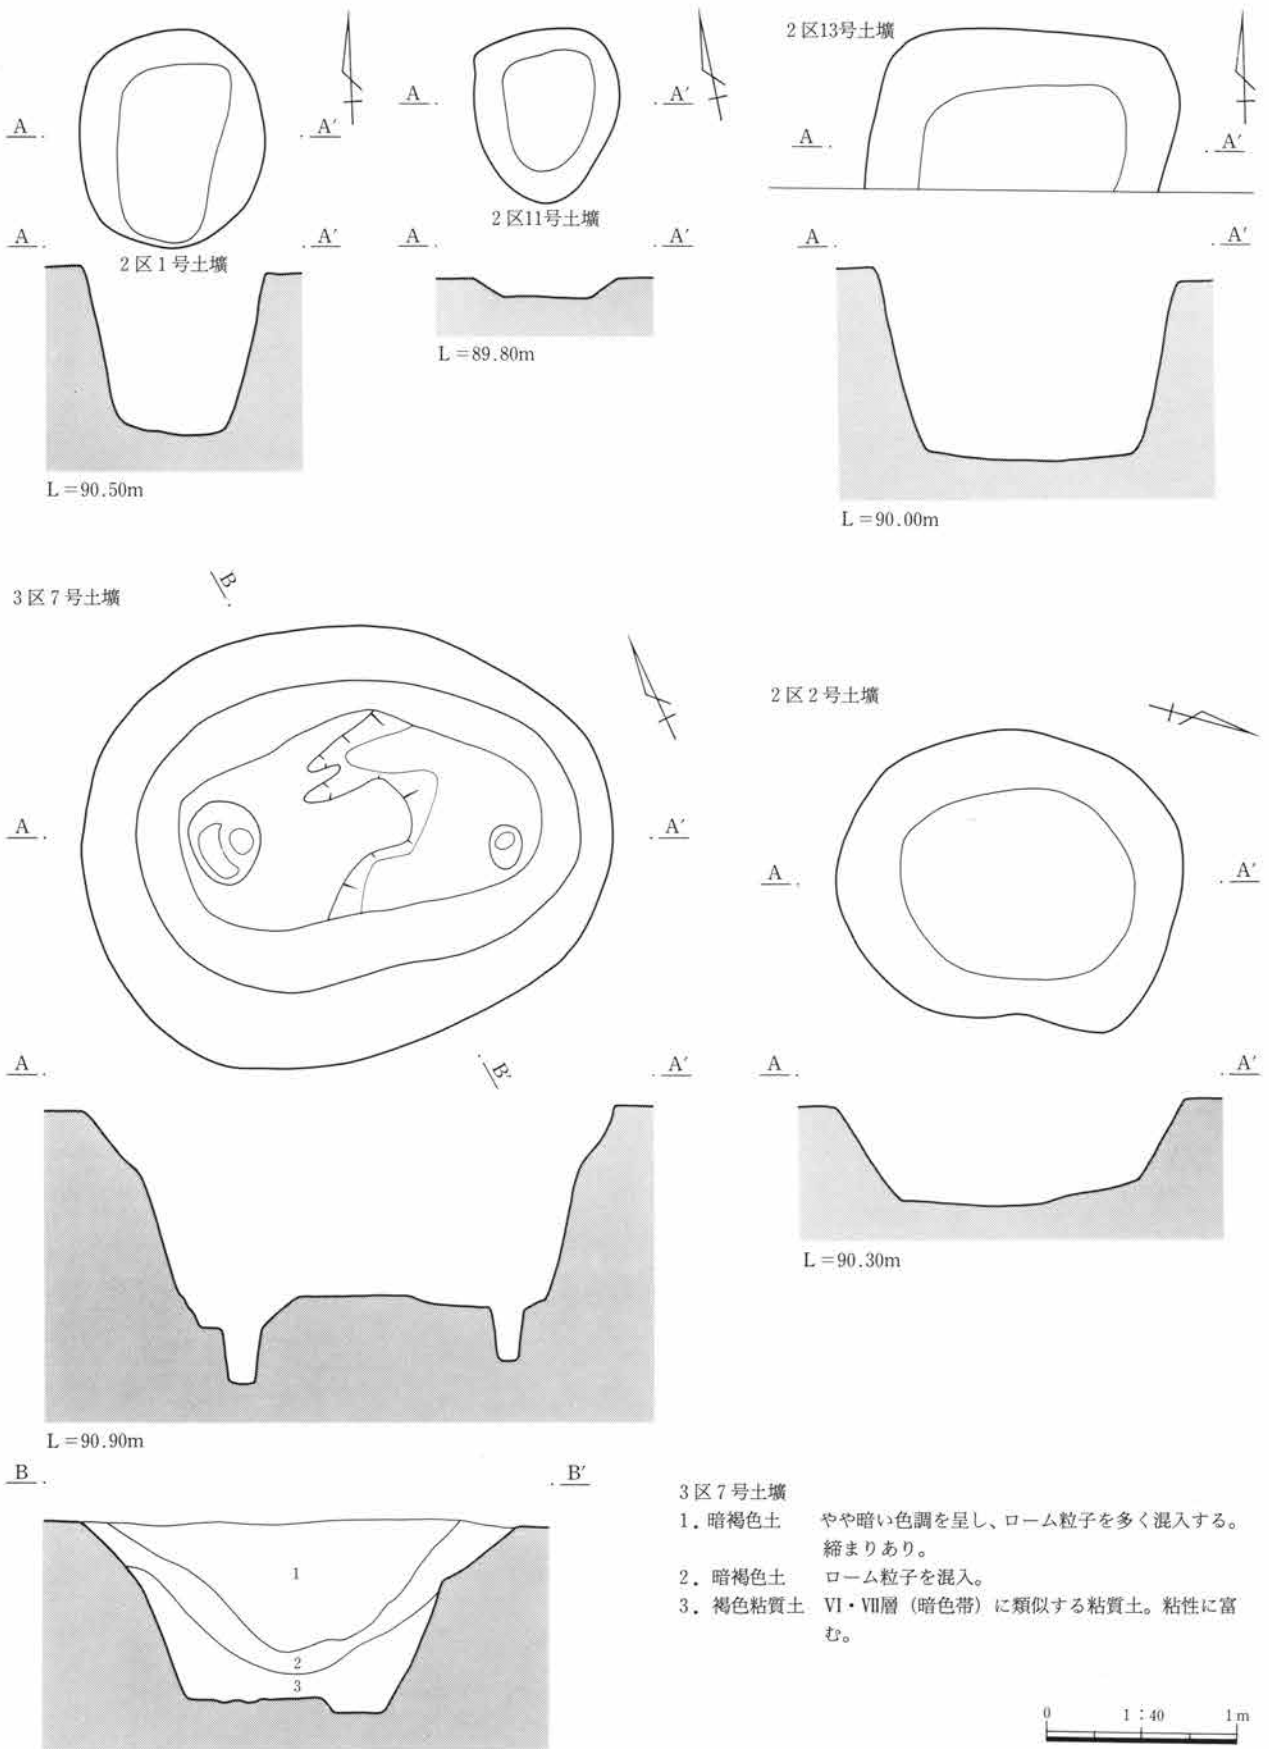 A A′
A A′
2区1号土壙
L=90.50m
A A′
2区11号土壙
A A′
L=89.80m
2区13号土壙
A A′
A A′
L=90.00m
3区7号土壙
B
A A′
B′
A A′
L=90.90m
2区2号土壙
A A′
A A′
L=90.30m
B B′
1
2
3
3区7号土壙
1．暗褐色土 やや暗い色調を呈し、ローム粒子を多く混入する。
締まりあり。
2．暗褐色土 ローム粒子を混入。
3．褐色粘質土 Ⅵ・Ⅶ層（暗色帯）に類似する粘質土。粘性に富
む。
0 1：40 1m